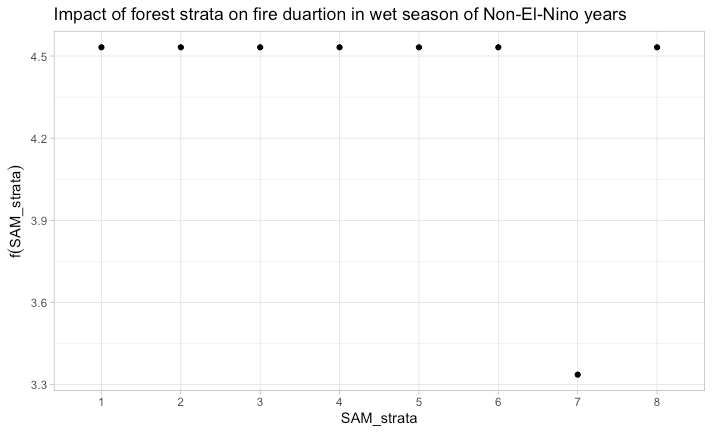 Impact of forest strata on fire duartion in wet season of Non-El-Nino years
4.5
4.2
3.9
3.6
3.3
f(SAM_strata)
1 2 3 4 5 6 7 8
SAM_strata